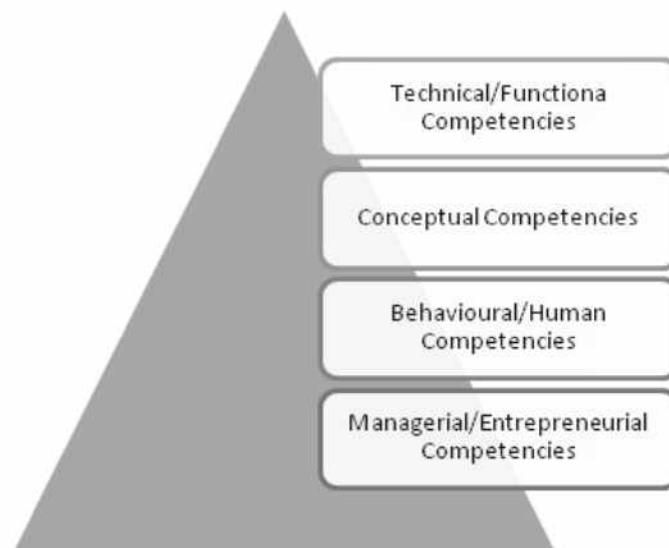 Technical/Functiona
Competencies
Conceptual Competencies
Behavioural/Human
Competencies
Managerial/Entrepreneurial
Competencies